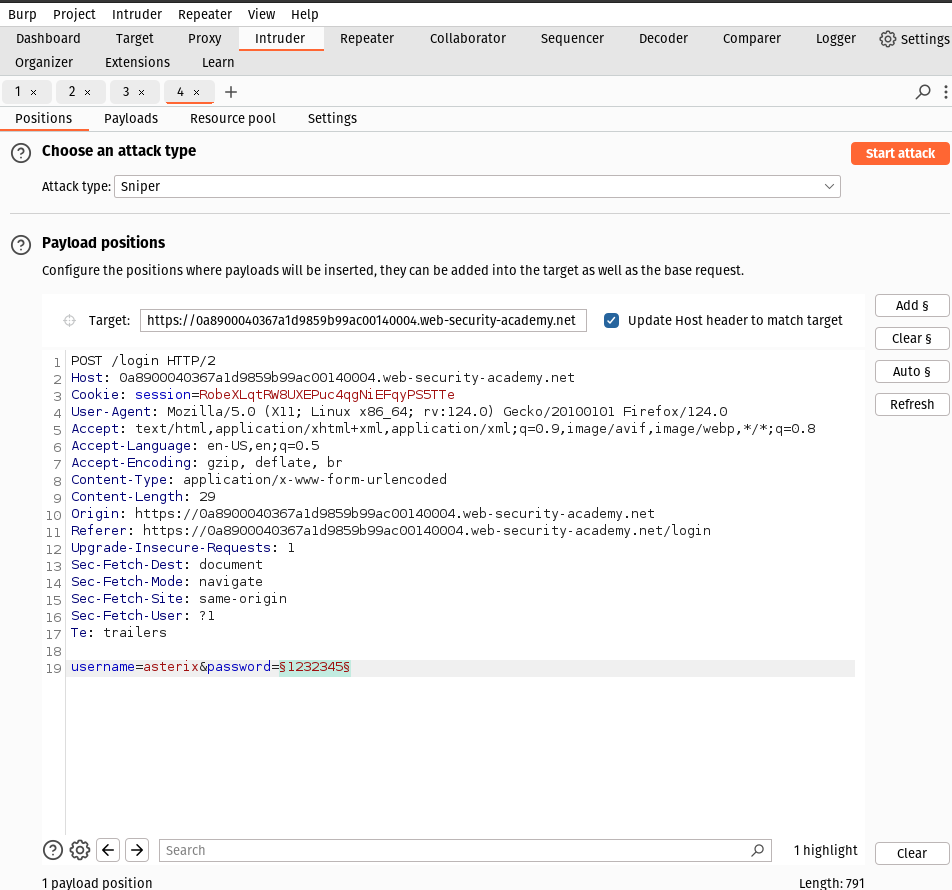 Burp Project Intruder Repeater View Help
Dashboard Target Proxy Intruder Repeater Collaborator Sequencer Decoder Comparer Logger Settings
Organizer Extensions Learn
1 × 2 × 3 × 4 × +
Positions Payloads Resource pool Settings
? Choose an attack type Start attack
Attack type: Sniper
? Payload positions
Configure the positions where payloads will be inserted, they can be added into the target as well as the base request.
Target: https://0a8900040367a1d9859b99ac00140004.web-security-academy.net Update Host header to match target
Add §
Clear §
Auto §
Refresh
1 POST /login HTTP/2
2 Host: 0a8900040367a1d9859b99ac00140004.web-security-academy.net
3 Cookie: session=RobeXLqtRW8UXEPuc4qgNiEFqyPS5TTe
4 User-Agent: Mozilla/5.0 (X11; Linux x86_64; rv:124.0) Gecko/20100101 Firefox/124.0
5 Accept: text/html,application/xhtml+xml,application/xml;q=0.9,image/avif,image/webp,*/*;q=0.8
6 Accept-Language: en-US,en;q=0.5
7 Accept-Encoding: gzip, deflate, br
8 Content-Type: application/x-www-form-urlencoded
9 Content-Length: 29
10 Origin: https://0a8900040367a1d9859b99ac00140004.web-security-academy.net
11 Referer: https://0a8900040367a1d9859b99ac00140004.web-security-academy.net/login
12 Upgrade-Insecure-Requests: 1
13 Sec-Fetch-Dest: document
14 Sec-Fetch-Mode: navigate
15 Sec-Fetch-Site: same-origin
16 Sec-Fetch-User: ?1
17 Te: trailers
18
19 username=asterix&password=§1232345§
? Search 1 highlight Clear
1 payload position Length: 791